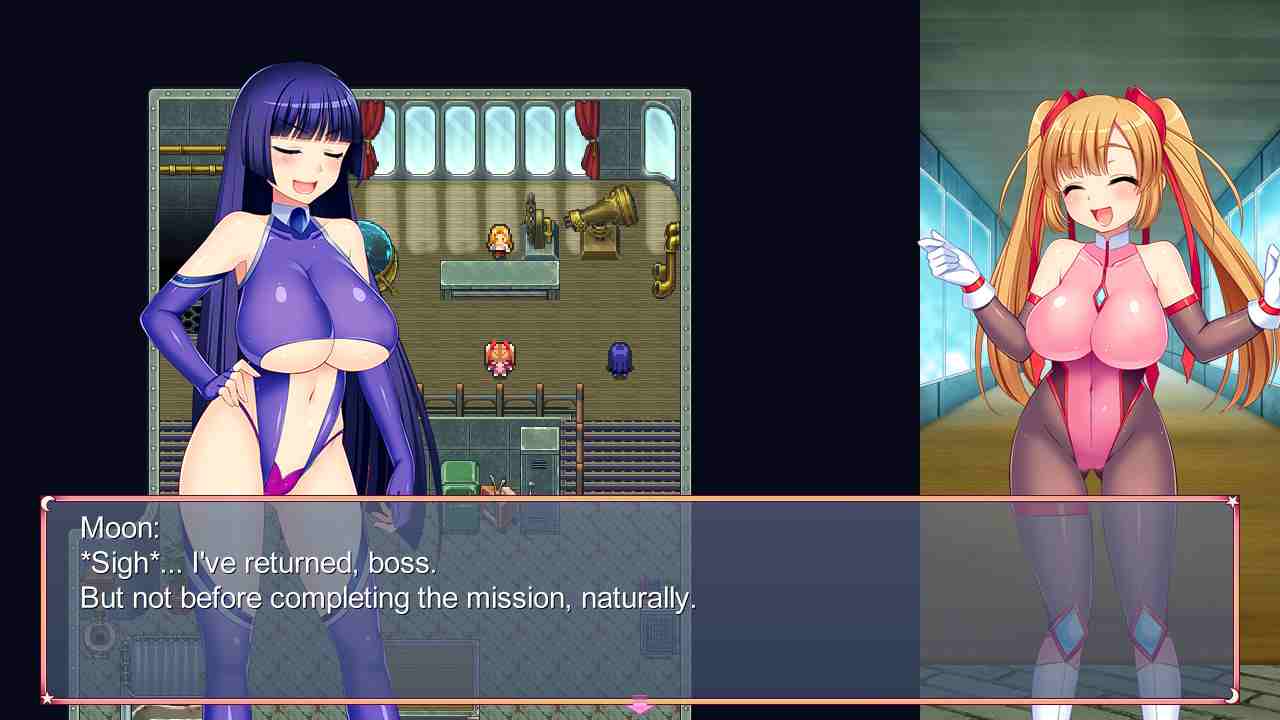 Moon:
*Sigh*... I've returned, boss.
But not before completing the mission, naturally.